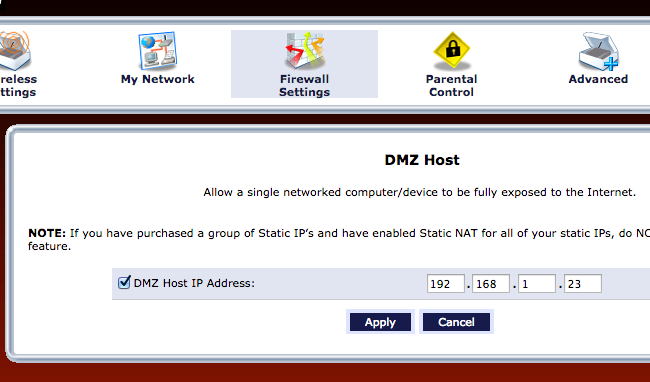 reless
ttings
My Network
Firewall
Settings
Parental
Control
Advanced
DMZ Host
Allow a single networked computer/device to be fully exposed to the Internet.
NOTE: If you have purchased a group of Static IP's and have enabled Static NAT for all of your static IPs, do NO
feature.
DMZ Host IP Address: 192 . 168 . 1 . 23
Apply Cancel